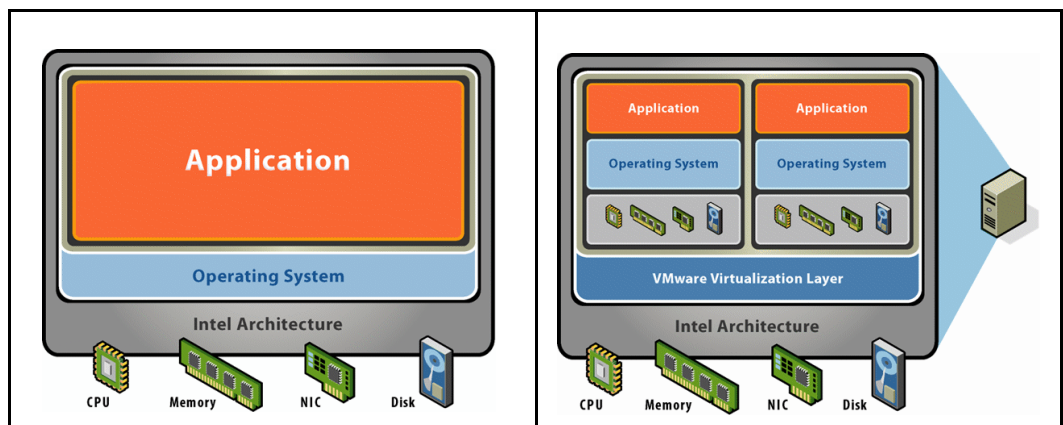 Application
Operating System
Intel Architecture
CPU
Memory
NIC
Disk
Application
Application
Operating System
Operating System
VMware Virtualization Layer
Intel Architecture
CPU
Memory
NIC
Disk